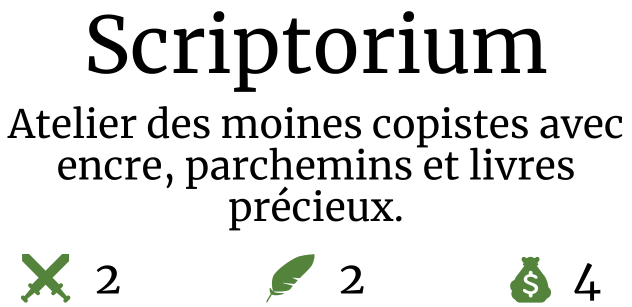 Scriptorium
Atelier des moines copistes avec
encre, parchemins et livres
précieux.
2 2 $ 4